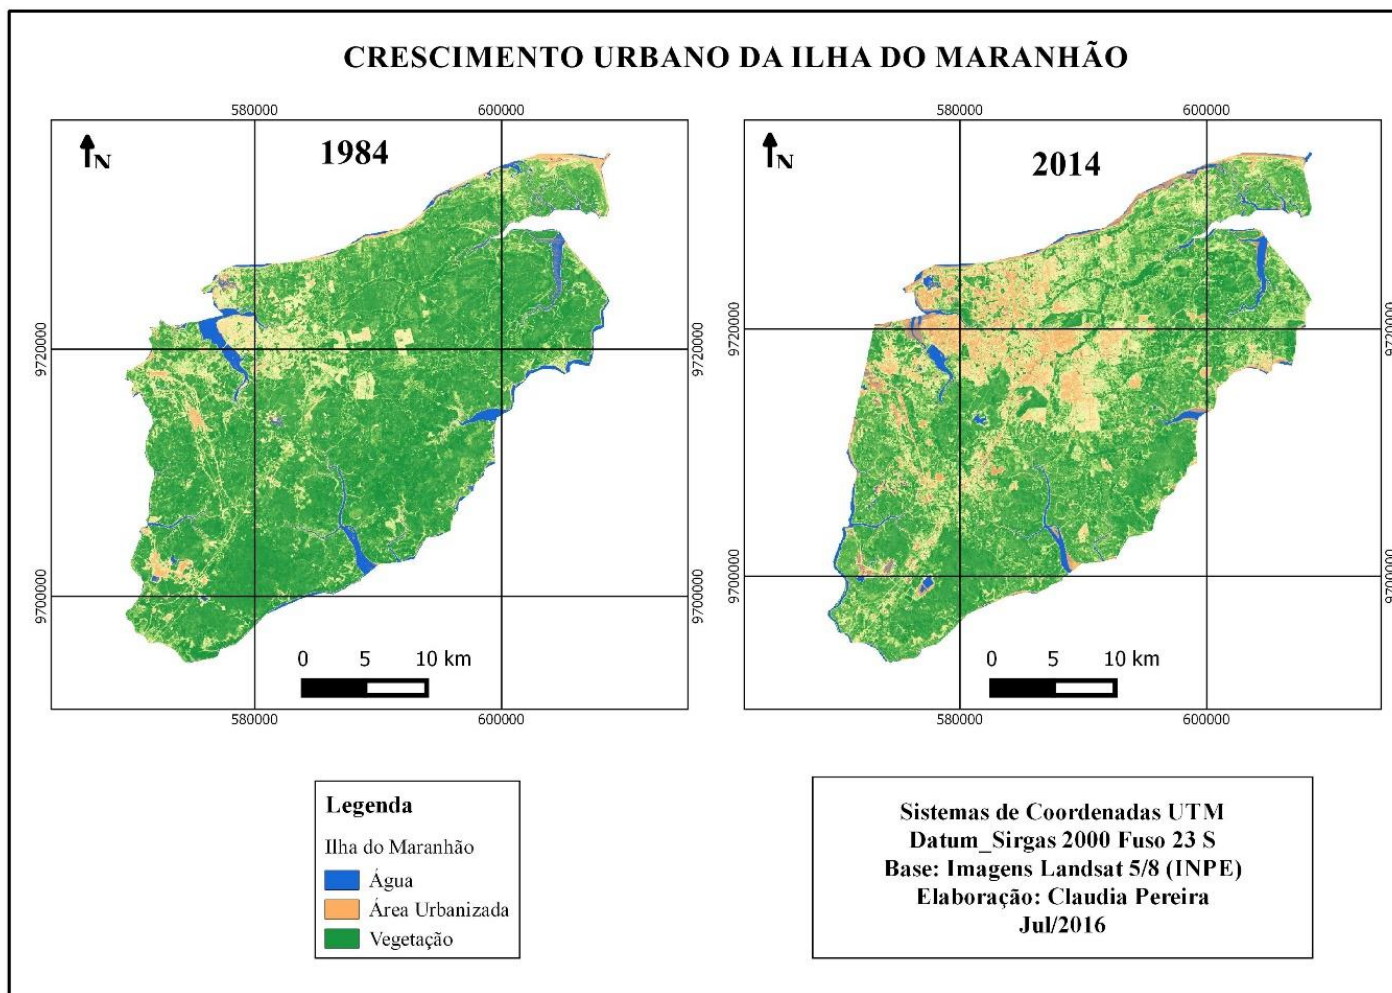 CRESCIMENTO URBANO DA ILHA DO MARANHÃO
580000
600000
N
1984
9720000
9720000
9700000
9700000
0 5 10 km
580000
600000
580000
600000
N
2014
9720000
9720000
9700000
9700000
0 5 10 km
580000
600000
Legenda
Ilha do Maranhão
Água
Área Urbanizada
Vegetação
Sistemas de Coordenadas UTM
Datum_Sirgas 2000 Fuso 23 S
Base: Imagens Landsat 5/8 (INPE)
Elaboração: Claudia Pereira
Jul/2016